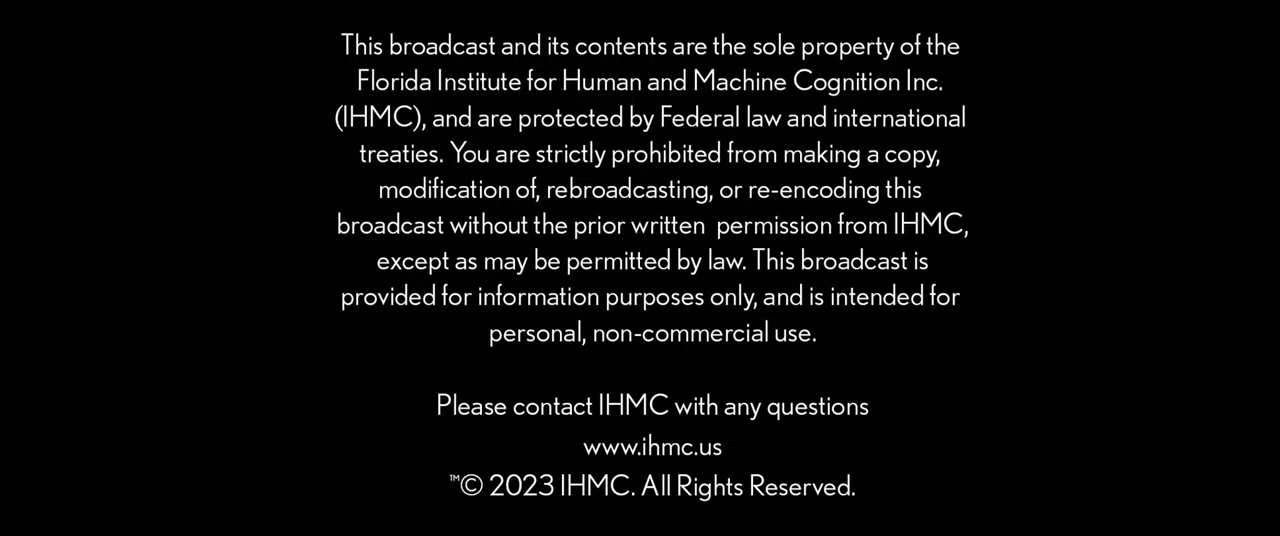 This broadcast and its contents are the sole property of the
Florida Institute for Human and Machine Cognition Inc.
(IHMC), and are protected by Federal law and international
treaties. You are strictly prohibited from making a copy,
modification of, rebroadcasting, or re-encoding this
broadcast without the prior written  permission from IHMC,
except as may be permitted by law. This broadcast is
provided for information purposes only, and is intended for
personal, non-commercial use.
Please contact IHMC with any questions
www.ihmc.us
™© 2023 IHMC. All Rights Reserved.